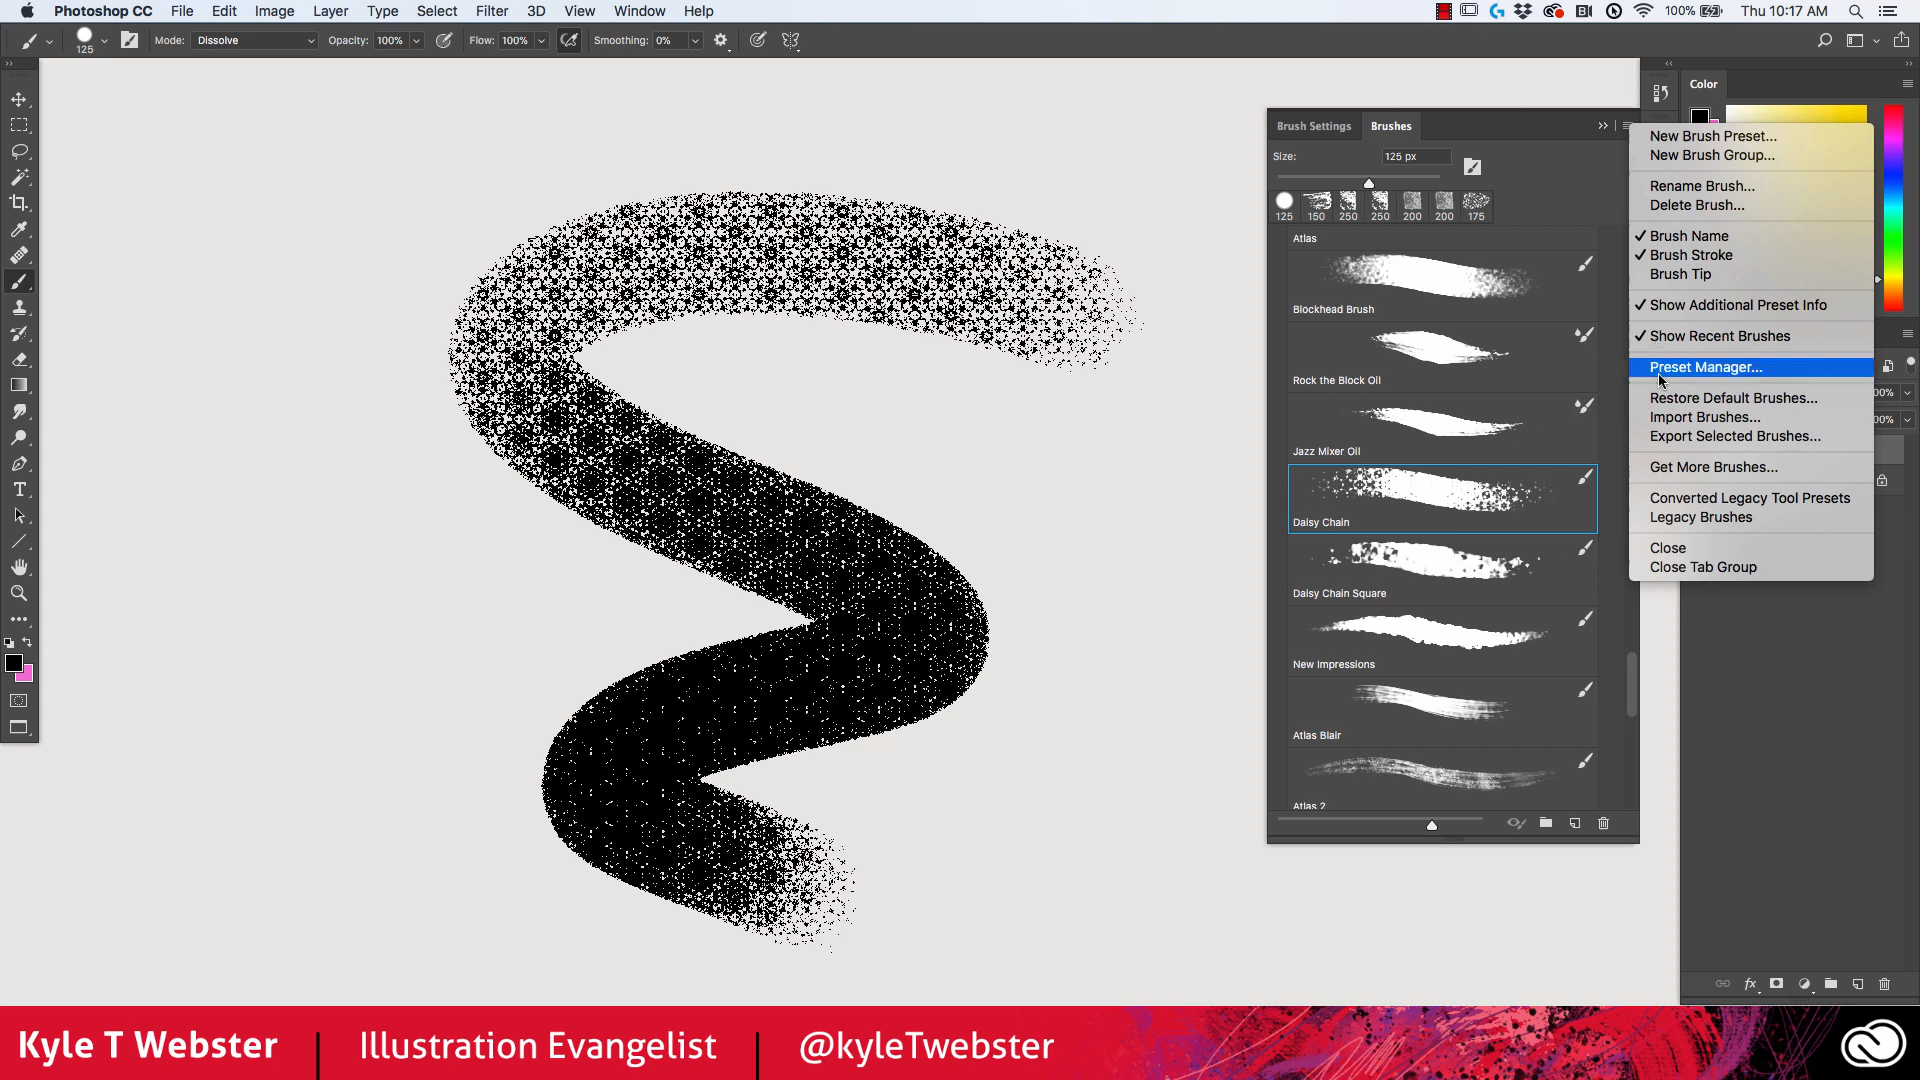 Photoshop CC File Edit Image Layer Type Select Filter 3D View Window Help 100% Thu 10:17 AM
125 Mode: Dissolve Opacity: 100% Flow: 100% Smoothing: 0%
Color
Brush Settings Brushes
Size: 125 px
125 150 250 250 200 200 175
Atlas
Blockhead Brush
Rock the Block Oil
Jazz Mixer Oil
Daisy Chain
Daisy Chain Square
New Impressions
Atlas Blair
Atlas 2
New Brush Preset...
New Brush Group...
Rename Brush...
Delete Brush...
✓ Brush Name
✓ Brush Stroke
Brush Tip
✓ Show Additional Preset Info
✓ Show Recent Brushes
Preset Manager...
Restore Default Brushes...
Import Brushes...
Export Selected Brushes...
Get More Brushes...
Converted Legacy Tool Presets
Legacy Brushes
Close
Close Tab Group
fx
Kyle T Webster | Illustration Evangelist | @kyleTwebster